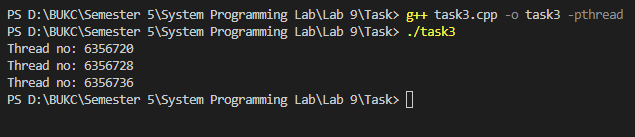 PS D:\BUKC\Semester 5\System Programming Lab\Lab 9\Task> g++ task3.cpp -o task3 -pthread
PS D:\BUKC\Semester 5\System Programming Lab\Lab 9\Task> ./task3
Thread no: 6356720
Thread no: 6356728
Thread no: 6356736
PS D:\BUKC\Semester 5\System Programming Lab\Lab 9\Task>